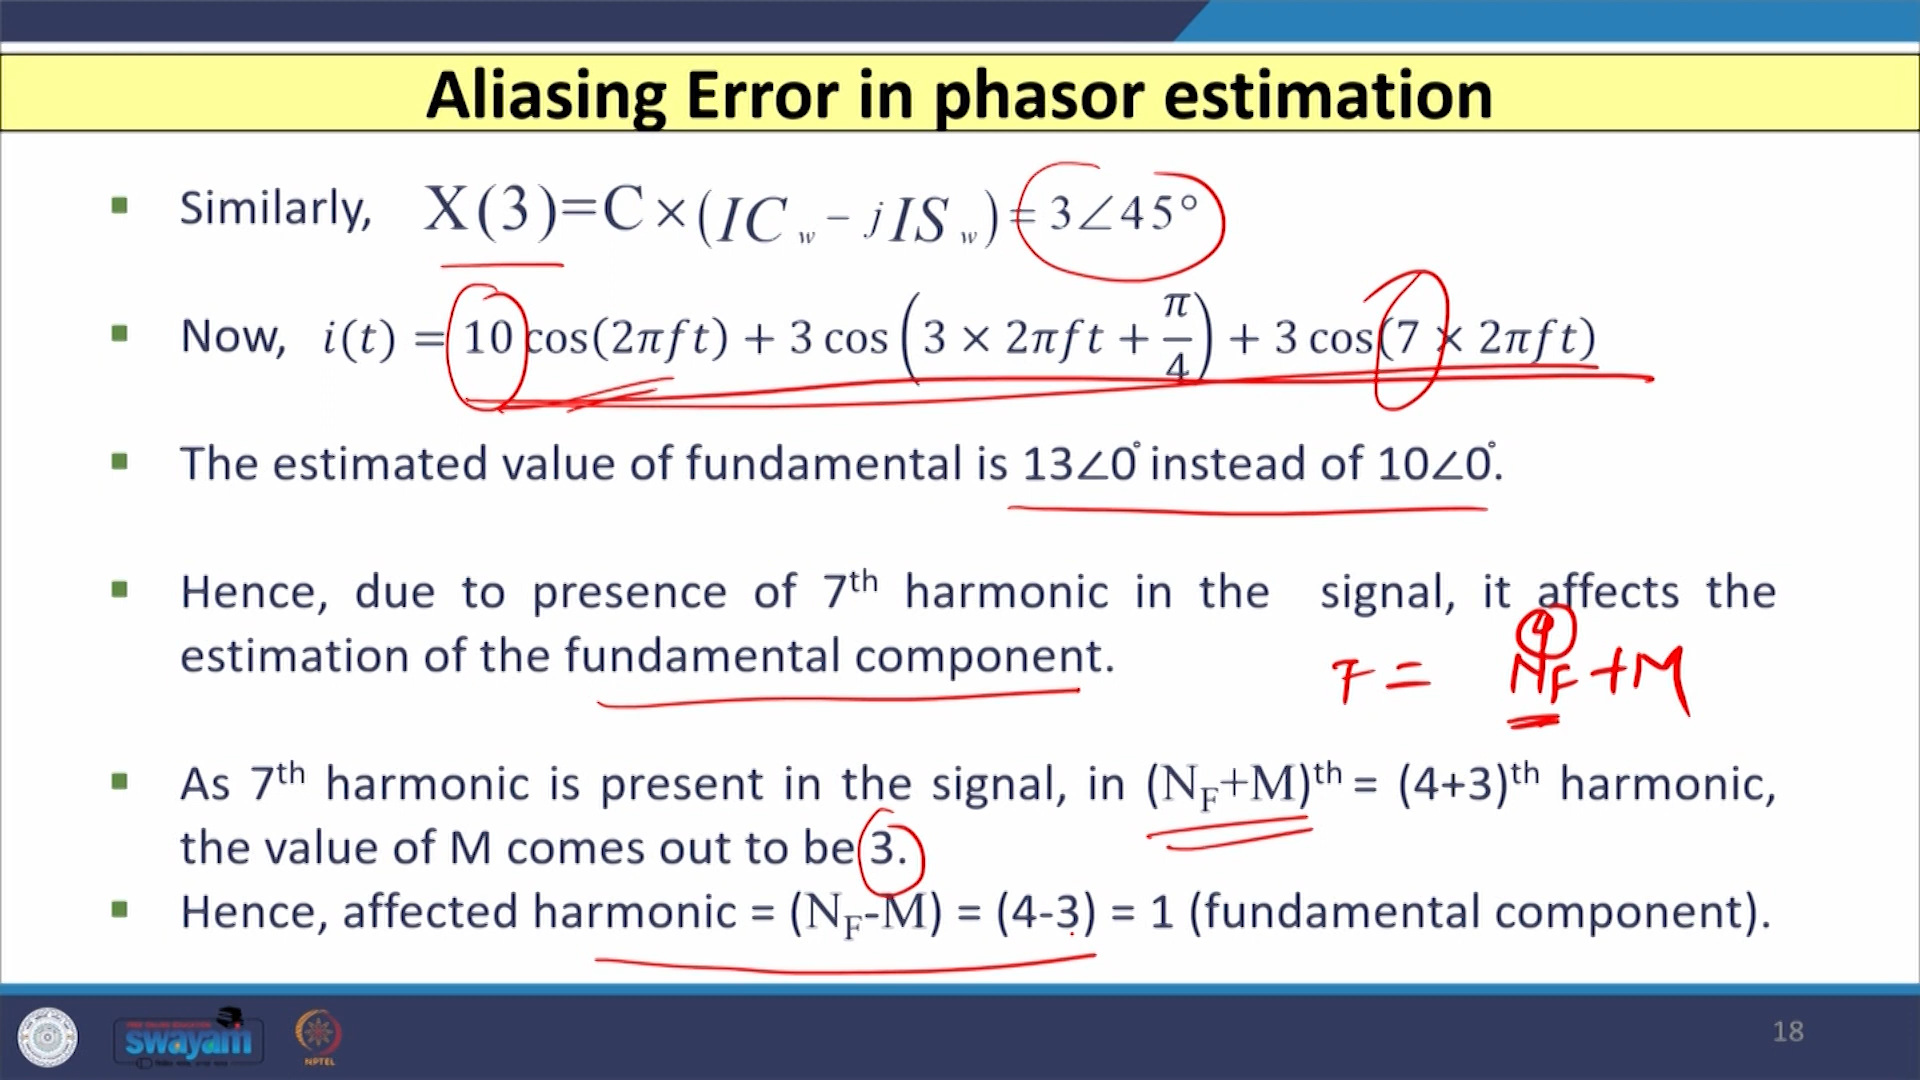 Aliasing Error in phasor estimation
▪ Similarly, X(3)=C×(IC_w − jIS_w) = 3∠45°
▪ Now, i(t) = 10 cos(2πft) + 3 cos(3 × 2πft + π/4) + 3 cos(7 × 2πft)
▪ The estimated value of fundamental is 13∠0° instead of 10∠0°.
▪ Hence, due to presence of 7th harmonic in the signal, it affects the
estimation of the fundamental component.
4
7 = N_F + M
▪ As 7th harmonic is present in the signal, in (N_F+M)th = (4+3)th harmonic,
the value of M comes out to be 3.
▪ Hence, affected harmonic = (N_F-M) = (4-3) = 1 (fundamental component).
swayam
NPTEL
18